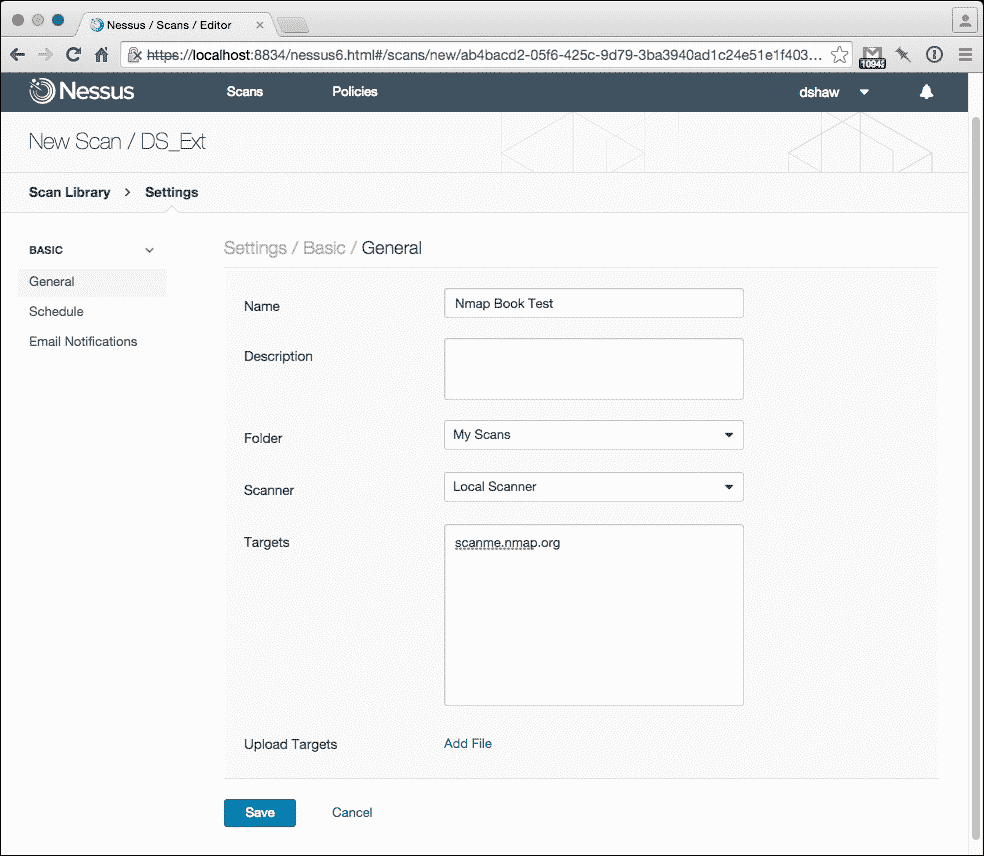 Nessus / Scans / Editor
https://localhost:8834/nessus6.html#/scans/new/ab4bacd2-05f6-425c-9d79-3ba3940ad1c24e51e1f403...
1094
Nessus Scans Policies dshaw
New Scan / DS_Ext
Scan Library > Settings
BASIC
General
Schedule
Email Notifications
Settings / Basic / General
Name Nmap Book Test
Description
Folder My Scans
Scanner Local Scanner
Targets scanme.nmap.org
Upload Targets Add File
Save Cancel